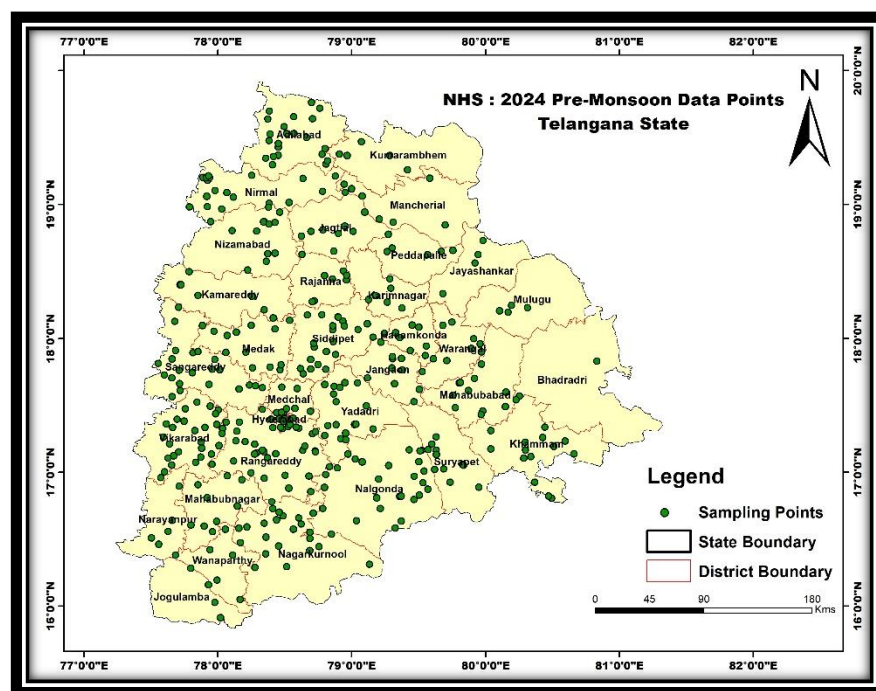 77°0'0"E 78°0'0"E 79°0'0"E 80°0'0"E 81°0'0"E 82°0'0"E
20°0'0"N
20°0'0"N
NHS : 2024 Pre-Monsoon Data Points
Telangana State
N
Adilabad
Kumarambhem
Nirmal
19°0'0"N
19°0'0"N
Mancherial
Jagtial
Nizamabad
Peddapalle
Jayashankar
Rajanna
Kamareddy
Karimnagar
Mulugu
Siddipet
Hanamkonda
18°0'0"N
18°0'0"N
Medak
Warangal
Sangareddy
Jangaon
Bhadradri
Medchal
Mahabubabad
Yadadri
Hyderabad
Vikarabad
Khammam
Rangareddy
Suryapet
17°0'0"N
17°0'0"N
Nalgonda
Mahabubnagar
Narayanpur
Nagarkurnool
Wanaparthy
Jogulamba
16°0'0"N
16°0'0"N
Legend
Sampling Points
State Boundary
District Boundary
0 45 90 180
Kms
77°0'0"E 78°0'0"E 79°0'0"E 80°0'0"E 81°0'0"E 82°0'0"E